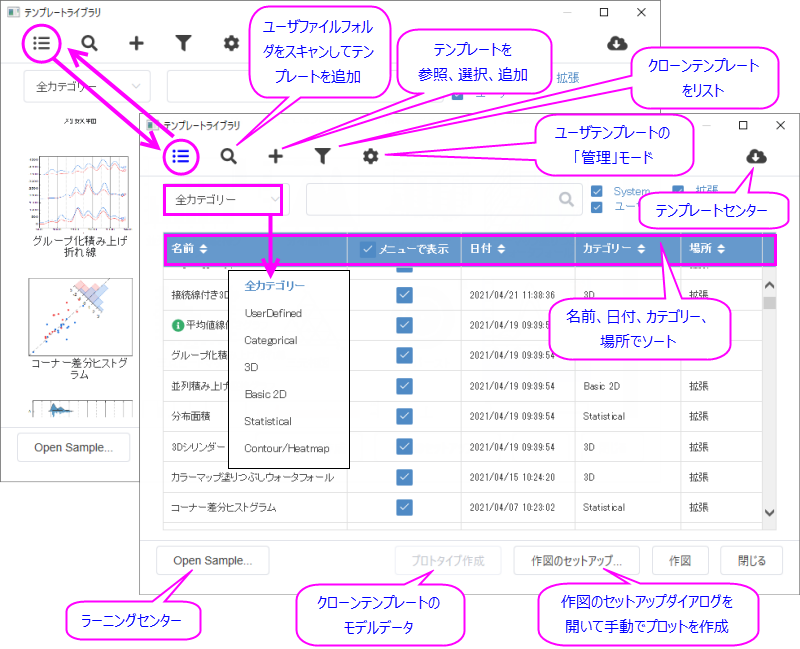 テンプレートライブラリ
ユーザファイルフォル
ダをスキャンしてテン
プレートを追加
テンプレートを
参照、選択、追加
クローンテンプレート
をリスト
全カテゴリー
拡張
テンプレートライブラリ
ユーザテンプレートの
「管理」モード
全カテゴリー
System
拡張
ユー
テンプレートセンター
グループ化積み上げ
折れ線
コーナー差分ヒストグ
ラム
Open Sample...
名前
メニューで表示
日付
カテゴリー
場所
全カテゴリー
UserDefined
Categorical
3D
Basic 2D
Statistical
Contour/Heatmap
接続線付き3D
2021/04/21 11:38:36
3D
拡張
平均値線
2021/04/19 09:39:5
グループ化積
2021/04/19 09:39:54
名前、日付、カテゴリー、
場所でソート
並列積み上げ
2021/04/19 09:39:54
Basic 2D
拡張
分布面積
2021/04/19 09:39:54
Statistical
拡張
3Dシリンダー
2021/04/19 09:39:54
3D
拡張
カラーマップ塗りつぶしウォータフォール
2021/04/15 10:24:20
3D
拡張
コーナー差分ヒストグラム
2021/04/07 10:23:02
Statistical
拡張
Open Sample...
プロトタイプ作成
作図のセットアップ...
作図
閉じる
ラーニングセンター
クローンテンプレートの
モデルデータ
作図のセットアップダイアログを
開いて手動でプロットを作成